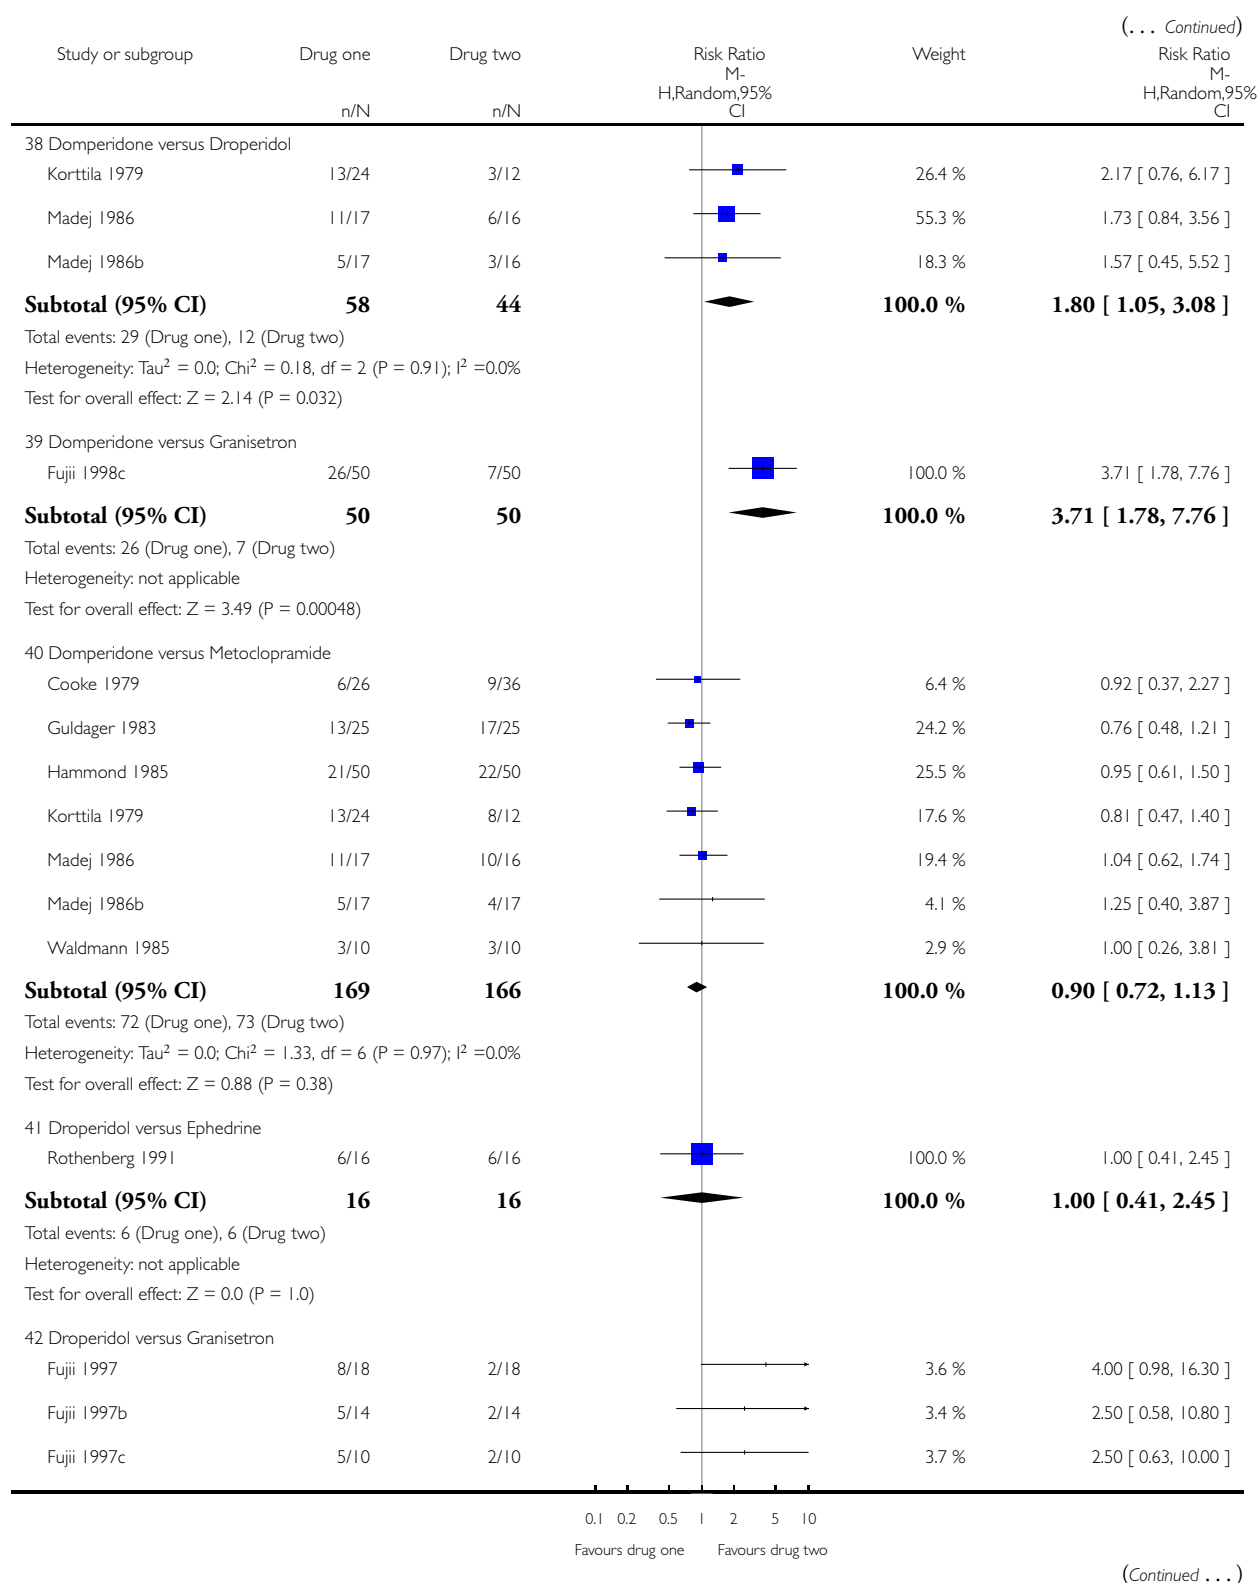 (... Continued)
Study or subgroup Drug one Drug two Risk Ratio Weight Risk Ratio
M- M-
H,Random,95% H,Random,95%
n/N n/N CI CI
38 Domperidone versus Droperidol
Korttila 1979 13/24 3/12 26.4 % 2.17 [ 0.76, 6.17 ]
Madej 1986 11/17 6/16 55.3 % 1.73 [ 0.84, 3.56 ]
Madej 1986b 5/17 3/16 18.3 % 1.57 [ 0.45, 5.52 ]
Subtotal (95% CI) 58 44 100.0 % 1.80 [ 1.05, 3.08 ]
Total events: 29 (Drug one), 12 (Drug two)
Heterogeneity: Tau² = 0.0; Chi² = 0.18, df = 2 (P = 0.91); I² =0.0%
Test for overall effect: Z = 2.14 (P = 0.032)
39 Domperidone versus Granisetron
Fujii 1998c 26/50 7/50 100.0 % 3.71 [ 1.78, 7.76 ]
Subtotal (95% CI) 50 50 100.0 % 3.71 [ 1.78, 7.76 ]
Total events: 26 (Drug one), 7 (Drug two)
Heterogeneity: not applicable
Test for overall effect: Z = 3.49 (P = 0.00048)
40 Domperidone versus Metoclopramide
Cooke 1979 6/26 9/36 6.4 % 0.92 [ 0.37, 2.27 ]
Guldager 1983 13/25 17/25 24.2 % 0.76 [ 0.48, 1.21 ]
Hammond 1985 21/50 22/50 25.5 % 0.95 [ 0.61, 1.50 ]
Korttila 1979 13/24 8/12 17.6 % 0.81 [ 0.47, 1.40 ]
Madej 1986 11/17 10/16 19.4 % 1.04 [ 0.62, 1.74 ]
Madej 1986b 5/17 4/17 4.1 % 1.25 [ 0.40, 3.87 ]
Waldmann 1985 3/10 3/10 2.9 % 1.00 [ 0.26, 3.81 ]
Subtotal (95% CI) 169 166 100.0 % 0.90 [ 0.72, 1.13 ]
Total events: 72 (Drug one), 73 (Drug two)
Heterogeneity: Tau² = 0.0; Chi² = 1.33, df = 6 (P = 0.97); I² =0.0%
Test for overall effect: Z = 0.88 (P = 0.38)
41 Droperidol versus Ephedrine
Rothenberg 1991 6/16 6/16 100.0 % 1.00 [ 0.41, 2.45 ]
Subtotal (95% CI) 16 16 100.0 % 1.00 [ 0.41, 2.45 ]
Total events: 6 (Drug one), 6 (Drug two)
Heterogeneity: not applicable
Test for overall effect: Z = 0.0 (P = 1.0)
42 Droperidol versus Granisetron
Fujii 1997 8/18 2/18 3.6 % 4.00 [ 0.98, 16.30 ]
Fujii 1997b 5/14 2/14 3.4 % 2.50 [ 0.58, 10.80 ]
Fujii 1997c 5/10 2/10 3.7 % 2.50 [ 0.63, 10.00 ]
0.1 0.2 0.5 1 2 5 10
Favours drug one Favours drug two
(Continued ...)